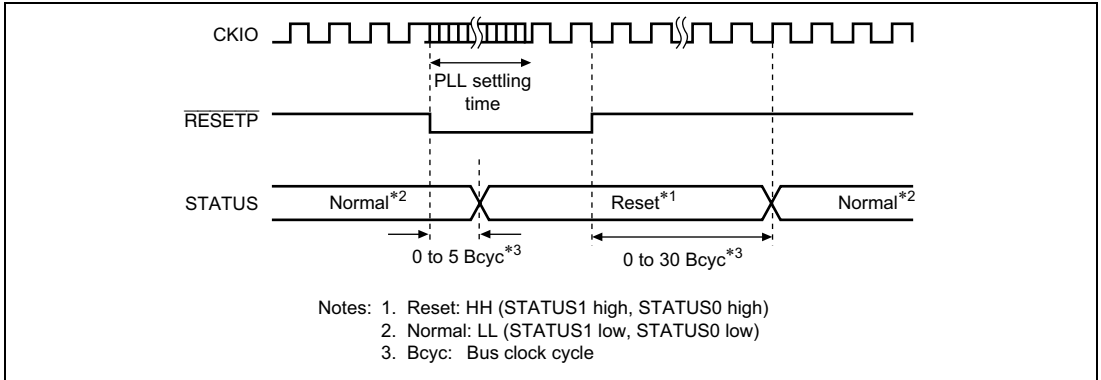 CKIO
PLL settling
time
RESETP
STATUS
Normal*2
Reset*1
Normal*2
0 to 5 Bcyc*3
0 to 30 Bcyc*3
Notes: 1. Reset: HH (STATUS1 high, STATUS0 high)
2. Normal: LL (STATUS1 low, STATUS0 low)
3. Bcyc: Bus clock cycle